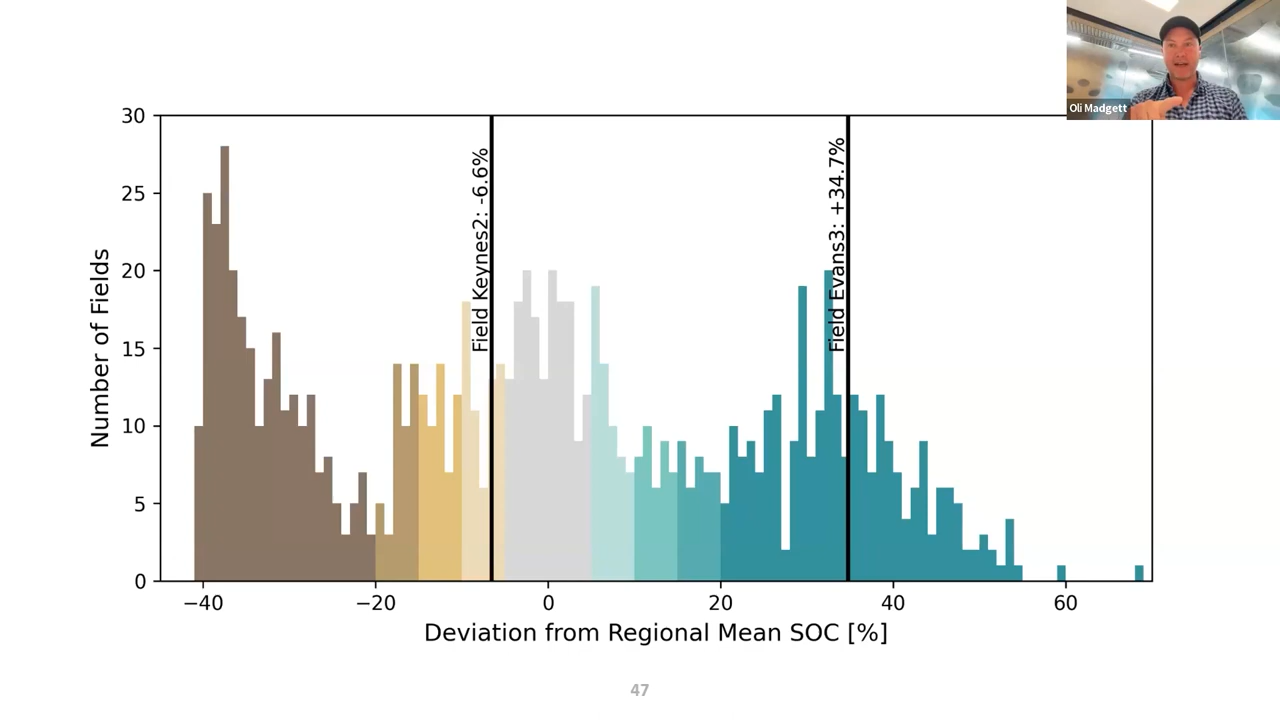 Oli Madgett
30
25
20
15
10
5
0
Number of Fields
Field Keynes2: -6.6%
Field Evans3: +34.7%
−40
−20
0
20
40
60
Deviation from Regional Mean SOC [%]
47